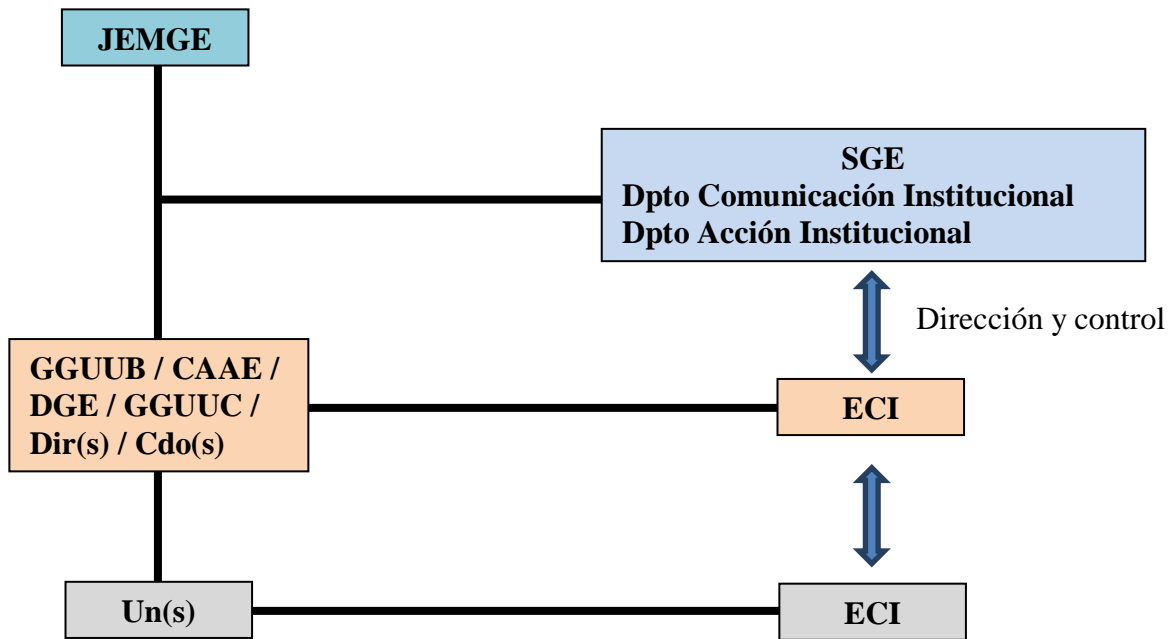 JEMGE
SGE
Dpto Comunicación Institucional
Dpto Acción Institucional
Dirección y control
GGUUB / CAAE /
DGE / GGUUC /
Dir(s) / Cdo(s)
ECI
Un(s)
ECI